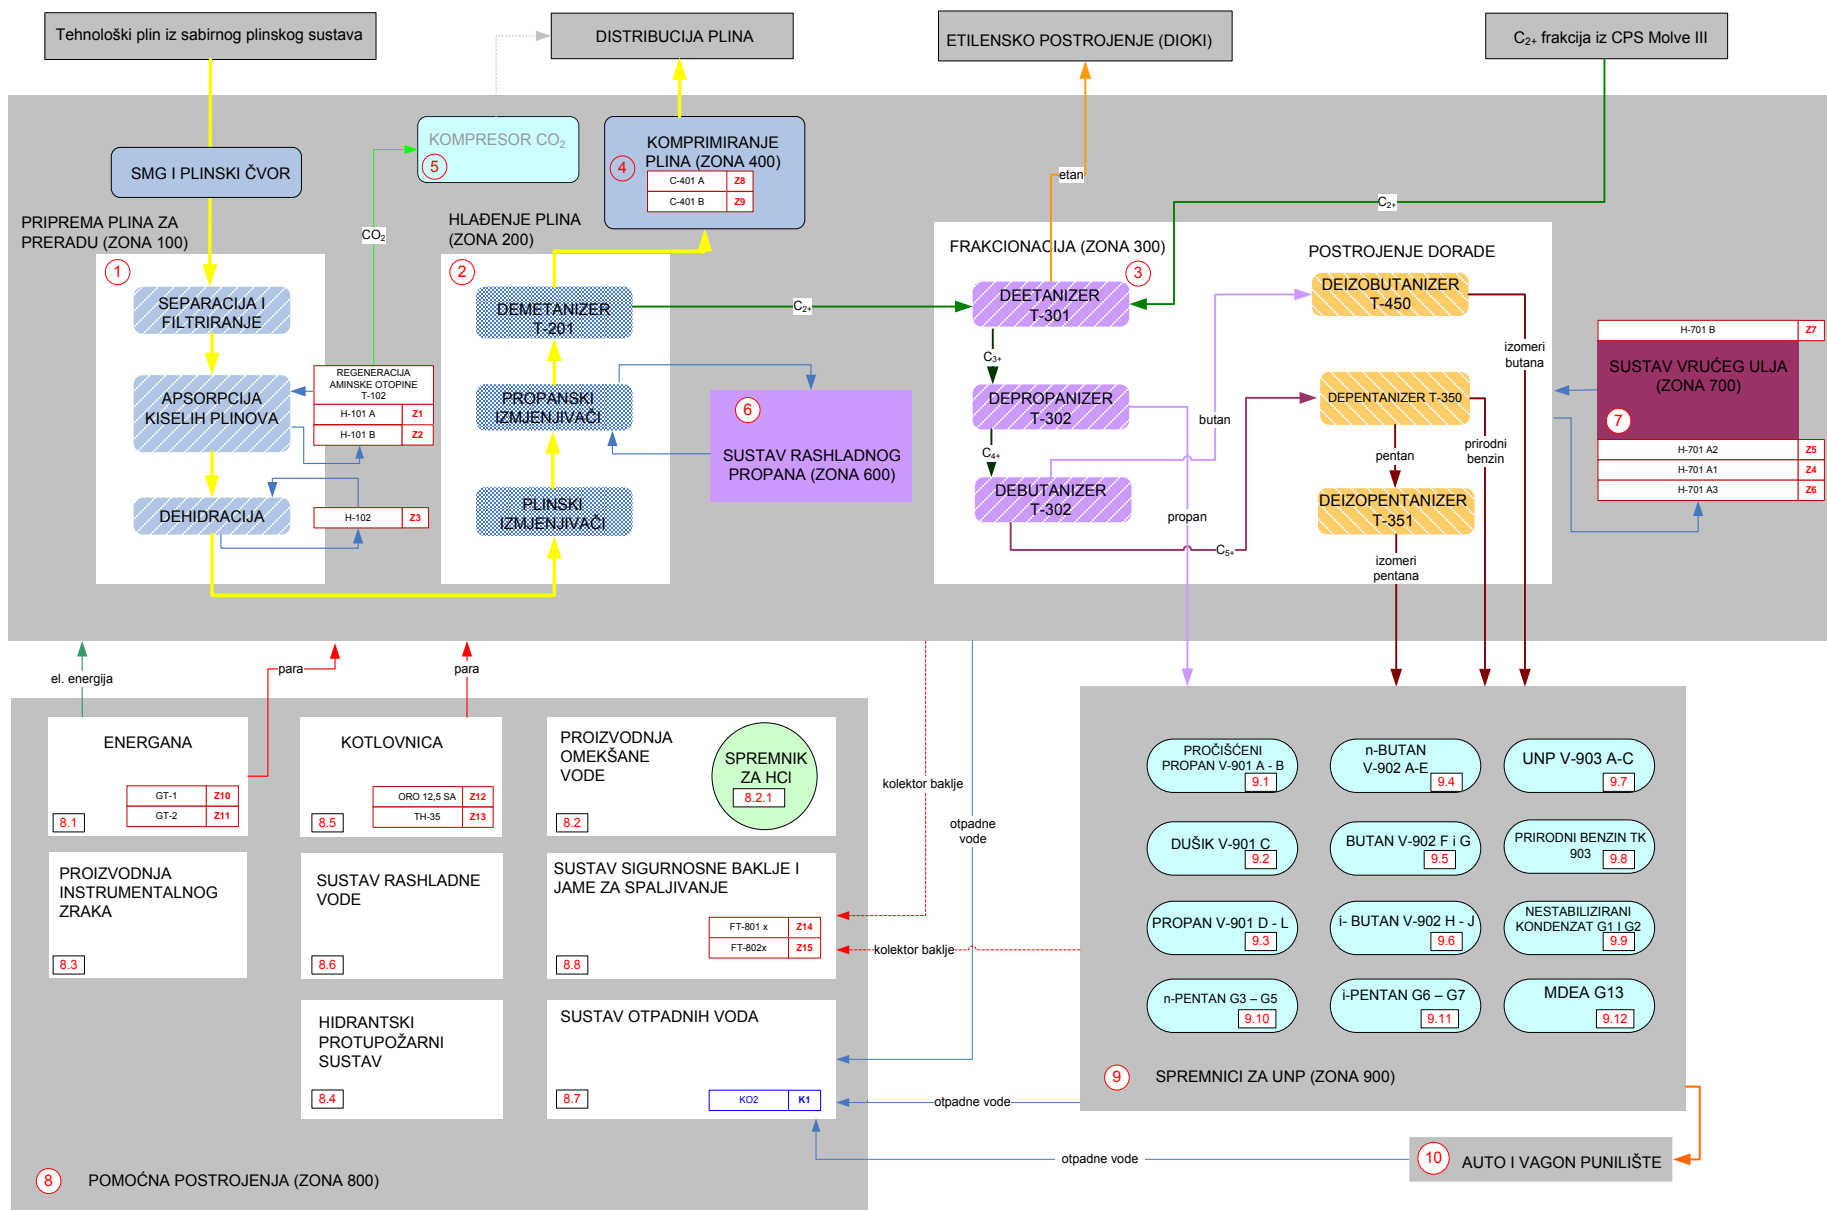 Tehnološki plin iz sabirnog plinskog sustava
DISTRIBUCIJA PLINA
ETILENSKO POSTROJENJE (DIOKI)
C2+ frakcija iz CPS Molve III
SMG I PLINSKI ČVOR
KOMPRESOR CO2
5
KOMPRIMIRANJE
PLINA (ZONA 400)
4
C-401 A Z8
C-401 B Z9
etan
C2+
PRIPREMA PLINA ZA
PRERADU (ZONA 100)
1
CO2
HLAĐENJE PLINA
(ZONA 200)
2
FRAKCIONACIJA (ZONA 300)
3
POSTROJENJE DORADE
SEPARACIJA I
FILTRIRANJE
APSORPCIJA
KISELIH PLINOVA
DEHIDRACIJA
REGENERACIJA
AMINSKE OTOPINE
T-102
H-101 A Z1
H-101 B Z2
H-102 Z3
DEMETANIZER
T-201
PROPANSKI
IZMJENJIVAČI
PLINSKI
IZMJENJIVAČI
C2+
6
SUSTAV RASHLADNOG
PROPANA (ZONA 600)
DEETANIZER
T-301
C3+
DEPROPANIZER
T-302
C4+
DEBUTANIZER
T-302
C5+
propan
butan
DEIZOBUTANIZER
T-450
DEPENTANIZER T-350
pentan
DEIZOPENTANIZER
T-351
izomeri
pentana
izomeri
butana
prirodni
benzin
H-701 B Z7
SUSTAV VRUĆEG ULJA
(ZONA 700)
7
H-701 A2 Z5
H-701 A1 Z4
H-701 A3 Z6
el. energija
para
para
ENERGANA
GT-1 Z10
GT-2 Z11
8.1
KOTLOVNICA
ORO 12,5 SA Z12
TH-35 Z13
8.5
PROIZVODNJA
OMEKŠANE
VODE
8.2
SPREMNIK
ZA HCl
8.2.1
PROIZVODNJA
INSTRUMENTALNOG
ZRAKA
8.3
SUSTAV RASHLADNE
VODE
8.6
SUSTAV SIGURNOSNE BAKLJE I
JAME ZA SPALJIVANJE
FT-801 x Z14
FT-802x Z15
8.8
HIDRANTSKI
PROTUPOŽARNI
SUSTAV
8.4
SUSTAV OTPADNIH VODA
KO2 K1
8.7
8
POMOĆNA POSTROJENJA (ZONA 800)
kolektor baklje
otpadne
vode
kolektor baklje
otpadne vode
otpadne vode
PROČIŠĆENI
PROPAN V-901 A - B
9.1
n-BUTAN
V-902 A-E
9.4
UNP V-903 A-C
9.7
DUŠIK V-901 C
9.2
BUTAN V-902 F i G
9.5
PRIRODNI BENZIN TK
903
9.8
PROPAN V-901 D - L
9.3
i- BUTAN V-902 H - J
9.6
NESTABILIZIRANI
KONDENZAT G1 I G2
9.9
n-PENTAN G3 – G5
9.10
i-PENTAN G6 – G7
9.11
MDEA G13
9.12
9
SPREMNICI ZA UNP (ZONA 900)
10
AUTO I VAGON PUNILIŠTE